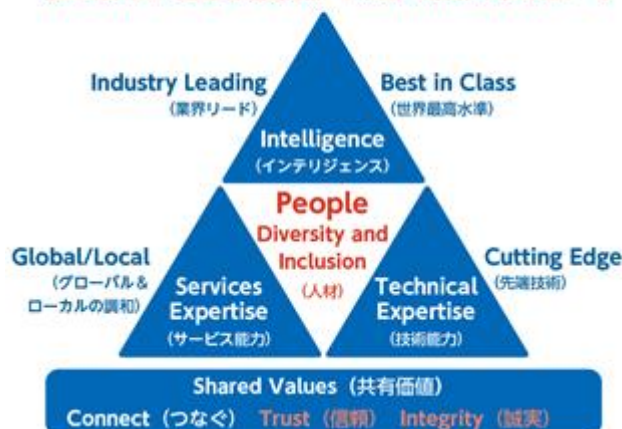 Industry Leading
(業界リード)
Best in Class
(世界最高水準)
Intelligence
(インテリジェンス)
People
Diversity and
Inclusion
(人材)
Global/Local
(グローバル&
ローカルの調和)
Services
Expertise
(サービス能力)
Technical
Expertise
(技術能力)
Cutting Edge
(先端技術)
Shared Values (共有価値)
Connect (つなぐ) Trust (信頼) Integrity (誠実)